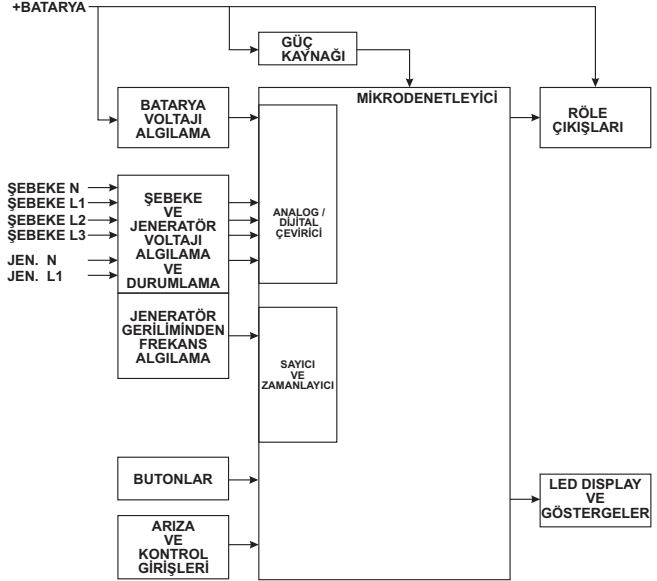 +BATARYA
GÜÇ
KAYNAĞI
MİKRODENETLEYİCİ
BATARYA
VOLTAJI
ALGILAMA
RÖLE
ÇIKIŞLARI
ŞEBEKE N
ŞEBEKE L1
ŞEBEKE L2
ŞEBEKE L3
JEN. N
JEN. L1
ŞEBEKE
VE
JENERATÖR
VOLTAJI
ALGILAMA
VE
DURUMLAMA
ANALOG /
DİJİTAL
ÇEVİRİCİ
JENERATÖR
GERİLİMİNDEN
FREKANS
ALGILAMA
SAYICI
VE
ZAMANLAYICI
BUTONLAR
LED DISPLAY
VE
GÖSTERGELER
ARIZA
VE
KONTROL
GİRİŞLERİ